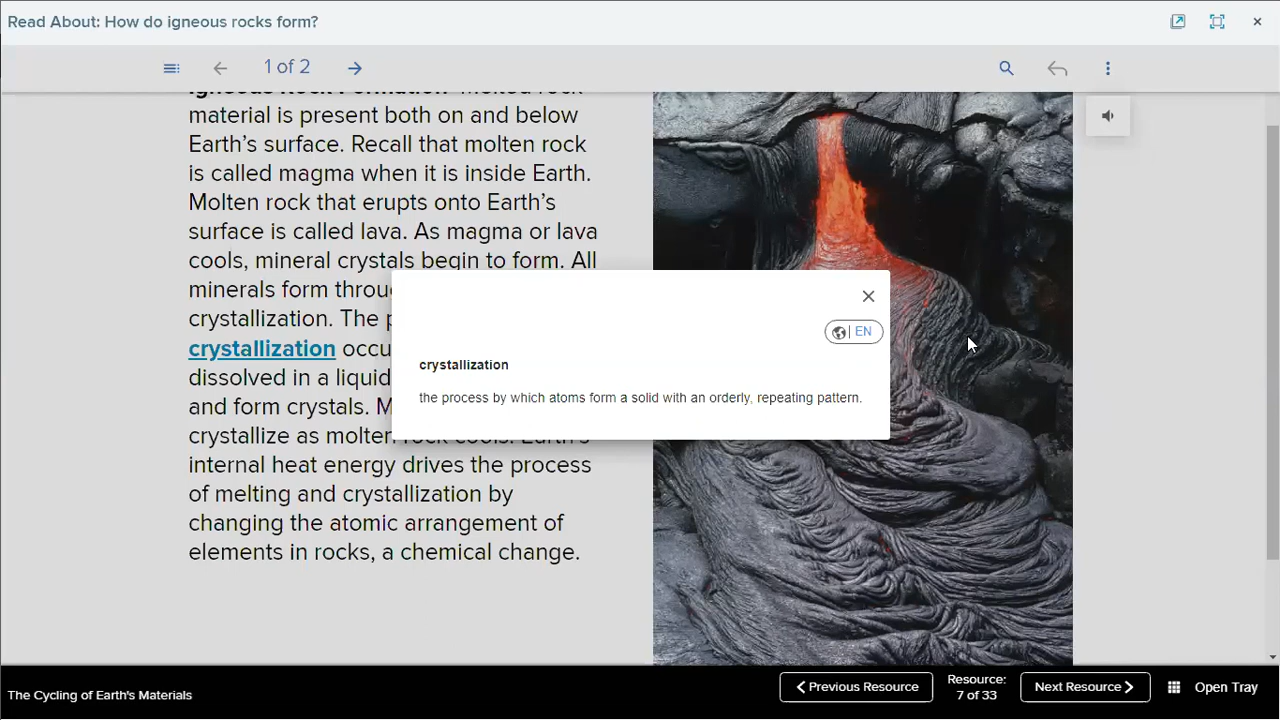 Read About: How do igneous rocks form?
1 of 2
material is present both on and below
Earth's surface. Recall that molten rock
is called magma when it is inside Earth.
Molten rock that erupts onto Earth's
surface is called lava. As magma or lava
cools, mineral crystals begin to form. All
minerals form throu
crystallization. The p
crystallization occu
dissolved in a liquid
and form crystals. M
crystallize as molten rock cools. Earth's
internal heat energy drives the process
of melting and crystallization by
changing the atomic arrangement of
elements in rocks, a chemical change.
EN
crystallization
the process by which atoms form a solid with an orderly, repeating pattern.
The Cycling of Earth's Materials
Previous Resource
Resource:
7 of 33
Next Resource
Open Tray